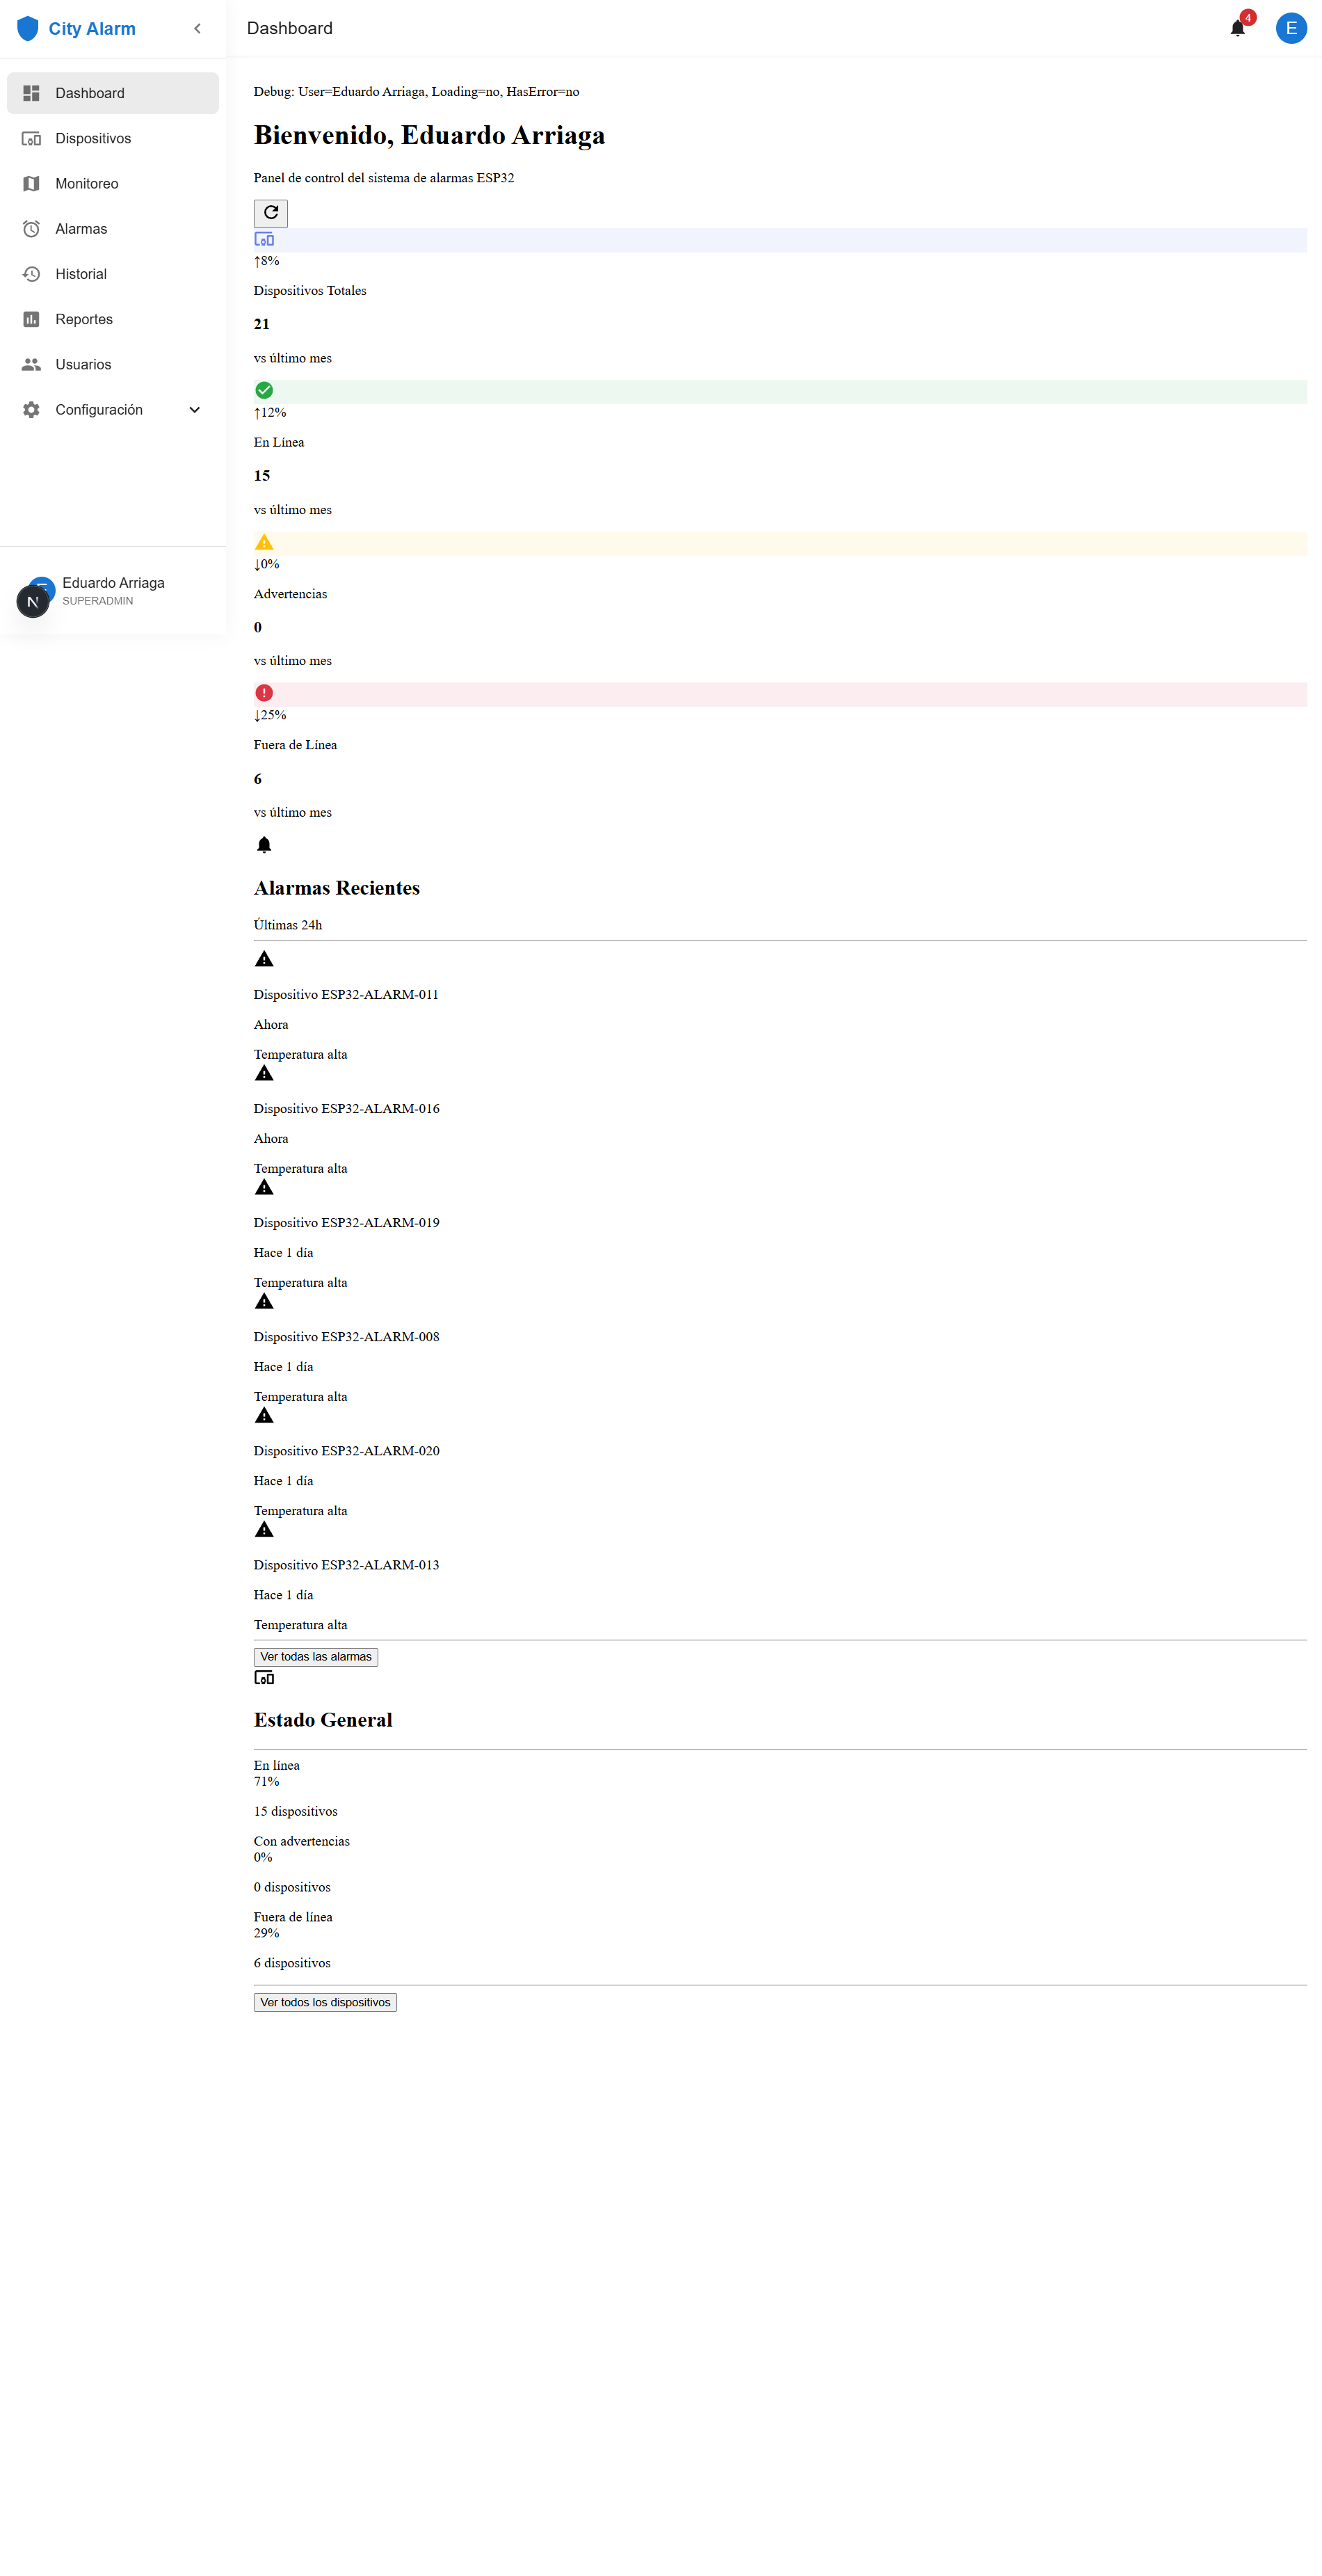 City Alarm
Dashboard
4
E
Dashboard
Dispositivos
Monitoreo
Alarmas
Historial
Reportes
Usuarios
Configuración
Eduardo Arriaga
SUPERADMIN
N
Debug: User=Eduardo Arriaga, Loading=no, HasError=no
Bienvenido, Eduardo Arriaga
Panel de control del sistema de alarmas ESP32
↑8%
Dispositivos Totales
21
vs último mes
↑12%
En Línea
15
vs último mes
↓0%
Advertencias
0
vs último mes
↓25%
Fuera de Línea
6
vs último mes
Alarmas Recientes
Últimas 24h
Dispositivo ESP32-ALARM-011
Ahora
Temperatura alta
Dispositivo ESP32-ALARM-016
Ahora
Temperatura alta
Dispositivo ESP32-ALARM-019
Hace 1 día
Temperatura alta
Dispositivo ESP32-ALARM-008
Hace 1 día
Temperatura alta
Dispositivo ESP32-ALARM-020
Hace 1 día
Temperatura alta
Dispositivo ESP32-ALARM-013
Hace 1 día
Temperatura alta
Ver todas las alarmas
Estado General
En línea
71%
15 dispositivos
Con advertencias
0%
0 dispositivos
Fuera de línea
29%
6 dispositivos
Ver todos los dispositivos